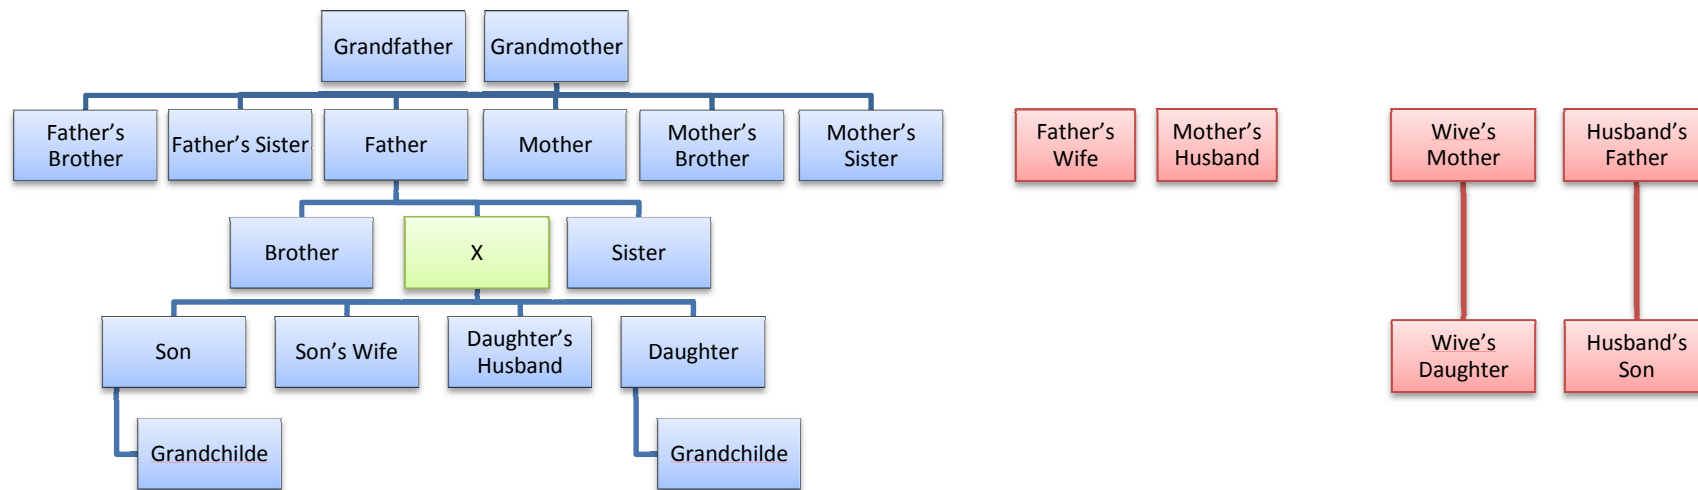 Grandfather
Grandmother
Father's
Brother
Father's Sister
Father
Mother
Mother's
Brother
Mother's
Sister
Father's
Wife
Mother's
Husband
Wive's
Mother
Husband's
Father
Brother
X
Sister
Son
Son's Wife
Daughter's
Husband
Daughter
Wive's
Daughter
Husband's
Son
Grandchilde
Grandchilde